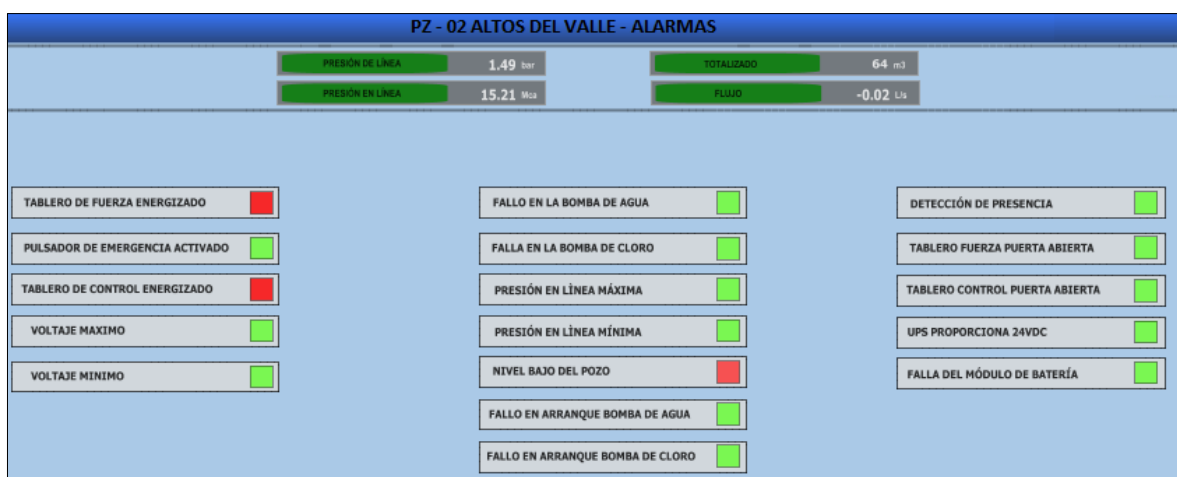 PZ - 02 ALTOS DEL VALLE - ALARMAS
PRESIÓN DE LÍNEA 1.49 bar TOTALIZADO 64 m3
PRESIÓN EN LÍNEA 15.21 Mca FLUJO -0.02 L/s
TABLERO DE FUERZA ENERGIZADO FALLO EN LA BOMBA DE AGUA DETECCIÓN DE PRESENCIA
PULSADOR DE EMERGENCIA ACTIVADO FALLA EN LA BOMBA DE CLORO TABLERO FUERZA PUERTA ABIERTA
TABLERO DE CONTROL ENERGIZADO PRESIÓN EN LÌNEA MÁXIMA TABLERO CONTROL PUERTA ABIERTA
VOLTAJE MAXIMO PRESIÓN EN LÌNEA MÍNIMA UPS PROPORCIONA 24VDC
VOLTAJE MINIMO NIVEL BAJO DEL POZO FALLA DEL MÓDULO DE BATERÍA
FALLO EN ARRANQUE BOMBA DE AGUA
FALLO EN ARRANQUE BOMBA DE CLORO